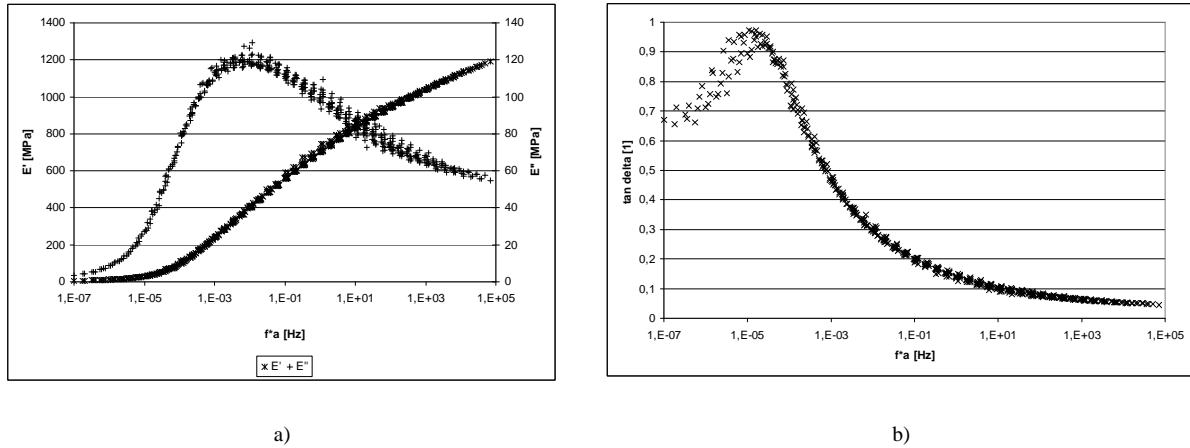 1400
1200
1000
800
600
400
200
0
E' [MPa]
140
120
100
80
60
40
20
0
E" [MPa]
1,E-07 1,E-05 1,E-03 1,E-01 1,E+01 1,E+03 1,E+05
f*a [Hz]
E' + E"
a)
1
0,9
0,8
0,7
0,6
0,5
0,4
0,3
0,2
0,1
0
tan delta [1]
1,E-07 1,E-05 1,E-03 1,E-01 1,E+01 1,E+03 1,E+05
f*a [Hz]
b)